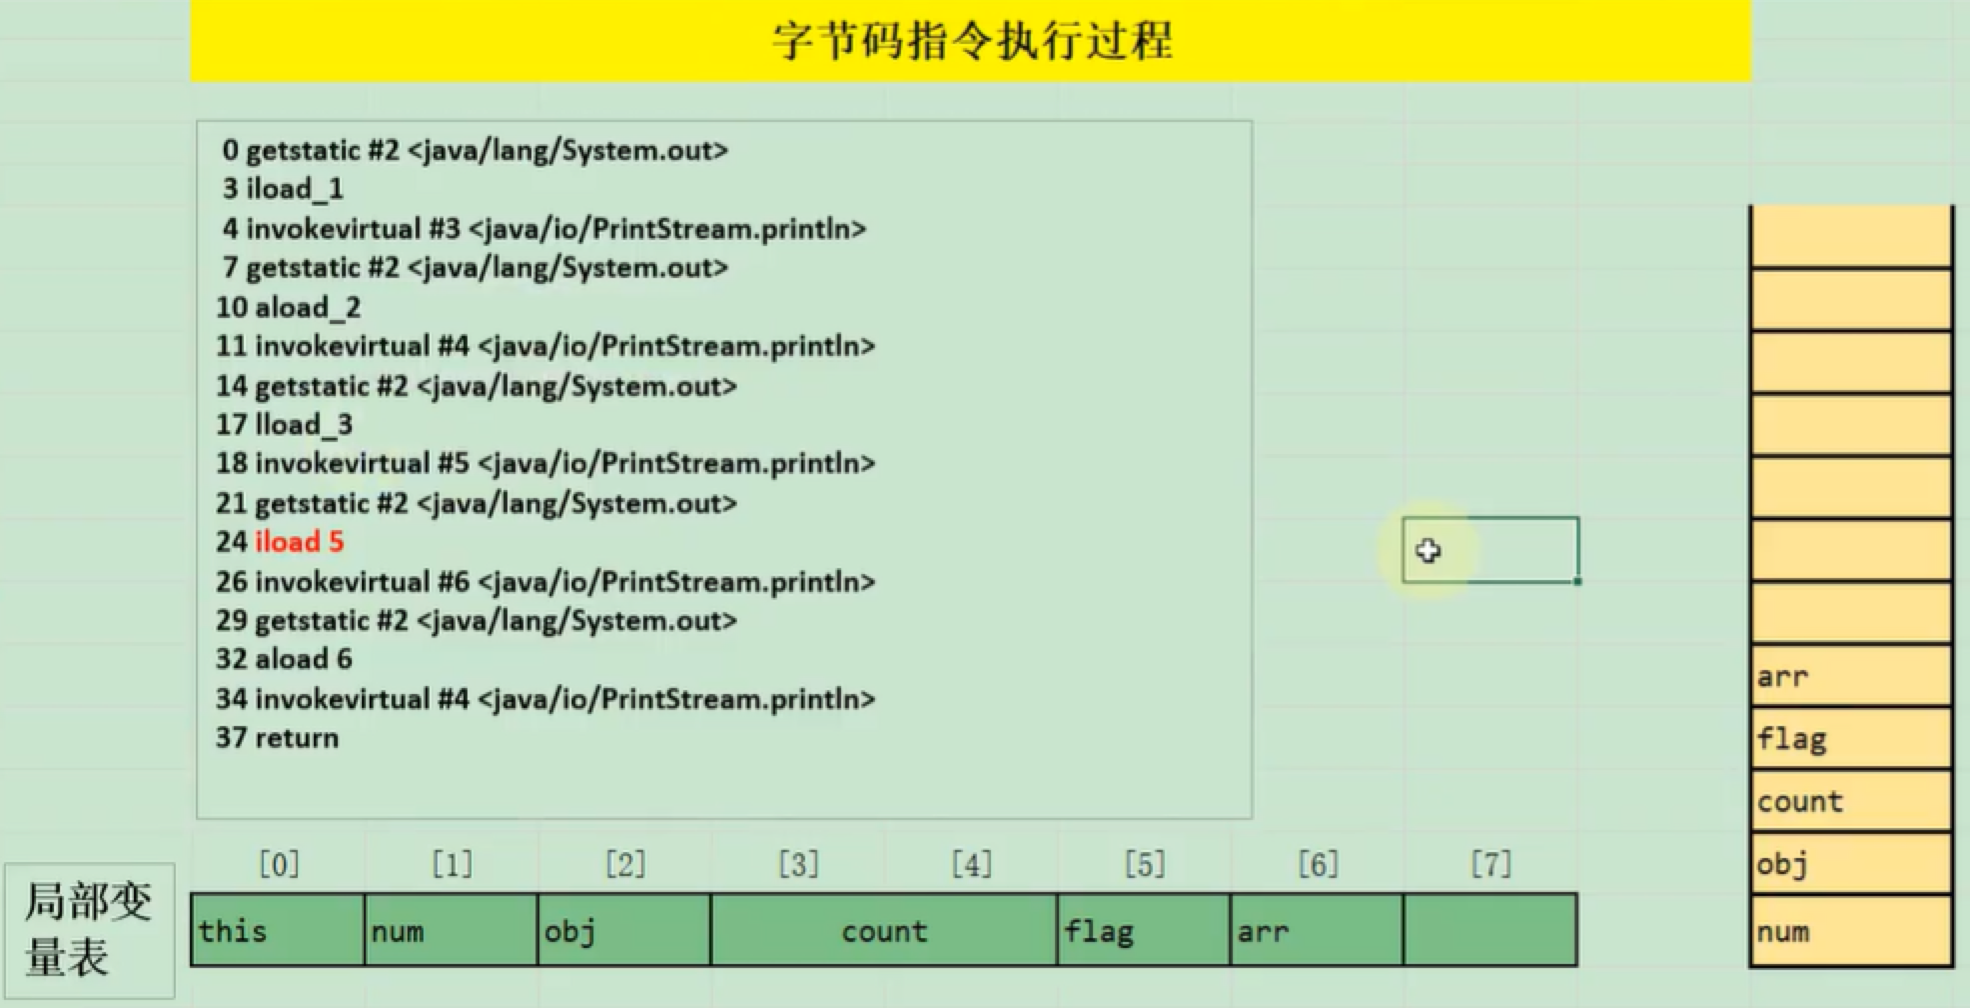 字节码指令执行过程
0 getstatic #2 <java/lang/System.out>
3 iload_1
4 invokevirtual #3 <java/io/PrintStream.println>
7 getstatic #2 <java/lang/System.out>
10 aload_2
11 invokevirtual #4 <java/io/PrintStream.println>
14 getstatic #2 <java/lang/System.out>
17 lload_3
18 invokevirtual #5 <java/io/PrintStream.println>
21 getstatic #2 <java/lang/System.out>
24 iload 5
26 invokevirtual #6 <java/io/PrintStream.println>
29 getstatic #2 <java/lang/System.out>
32 aload 6
34 invokevirtual #4 <java/io/PrintStream.println>
37 return
arr
flag
count
obj
num
[0] [1] [2] [3] [4] [5] [6] [7]
局部变
量表
this num obj count flag arr